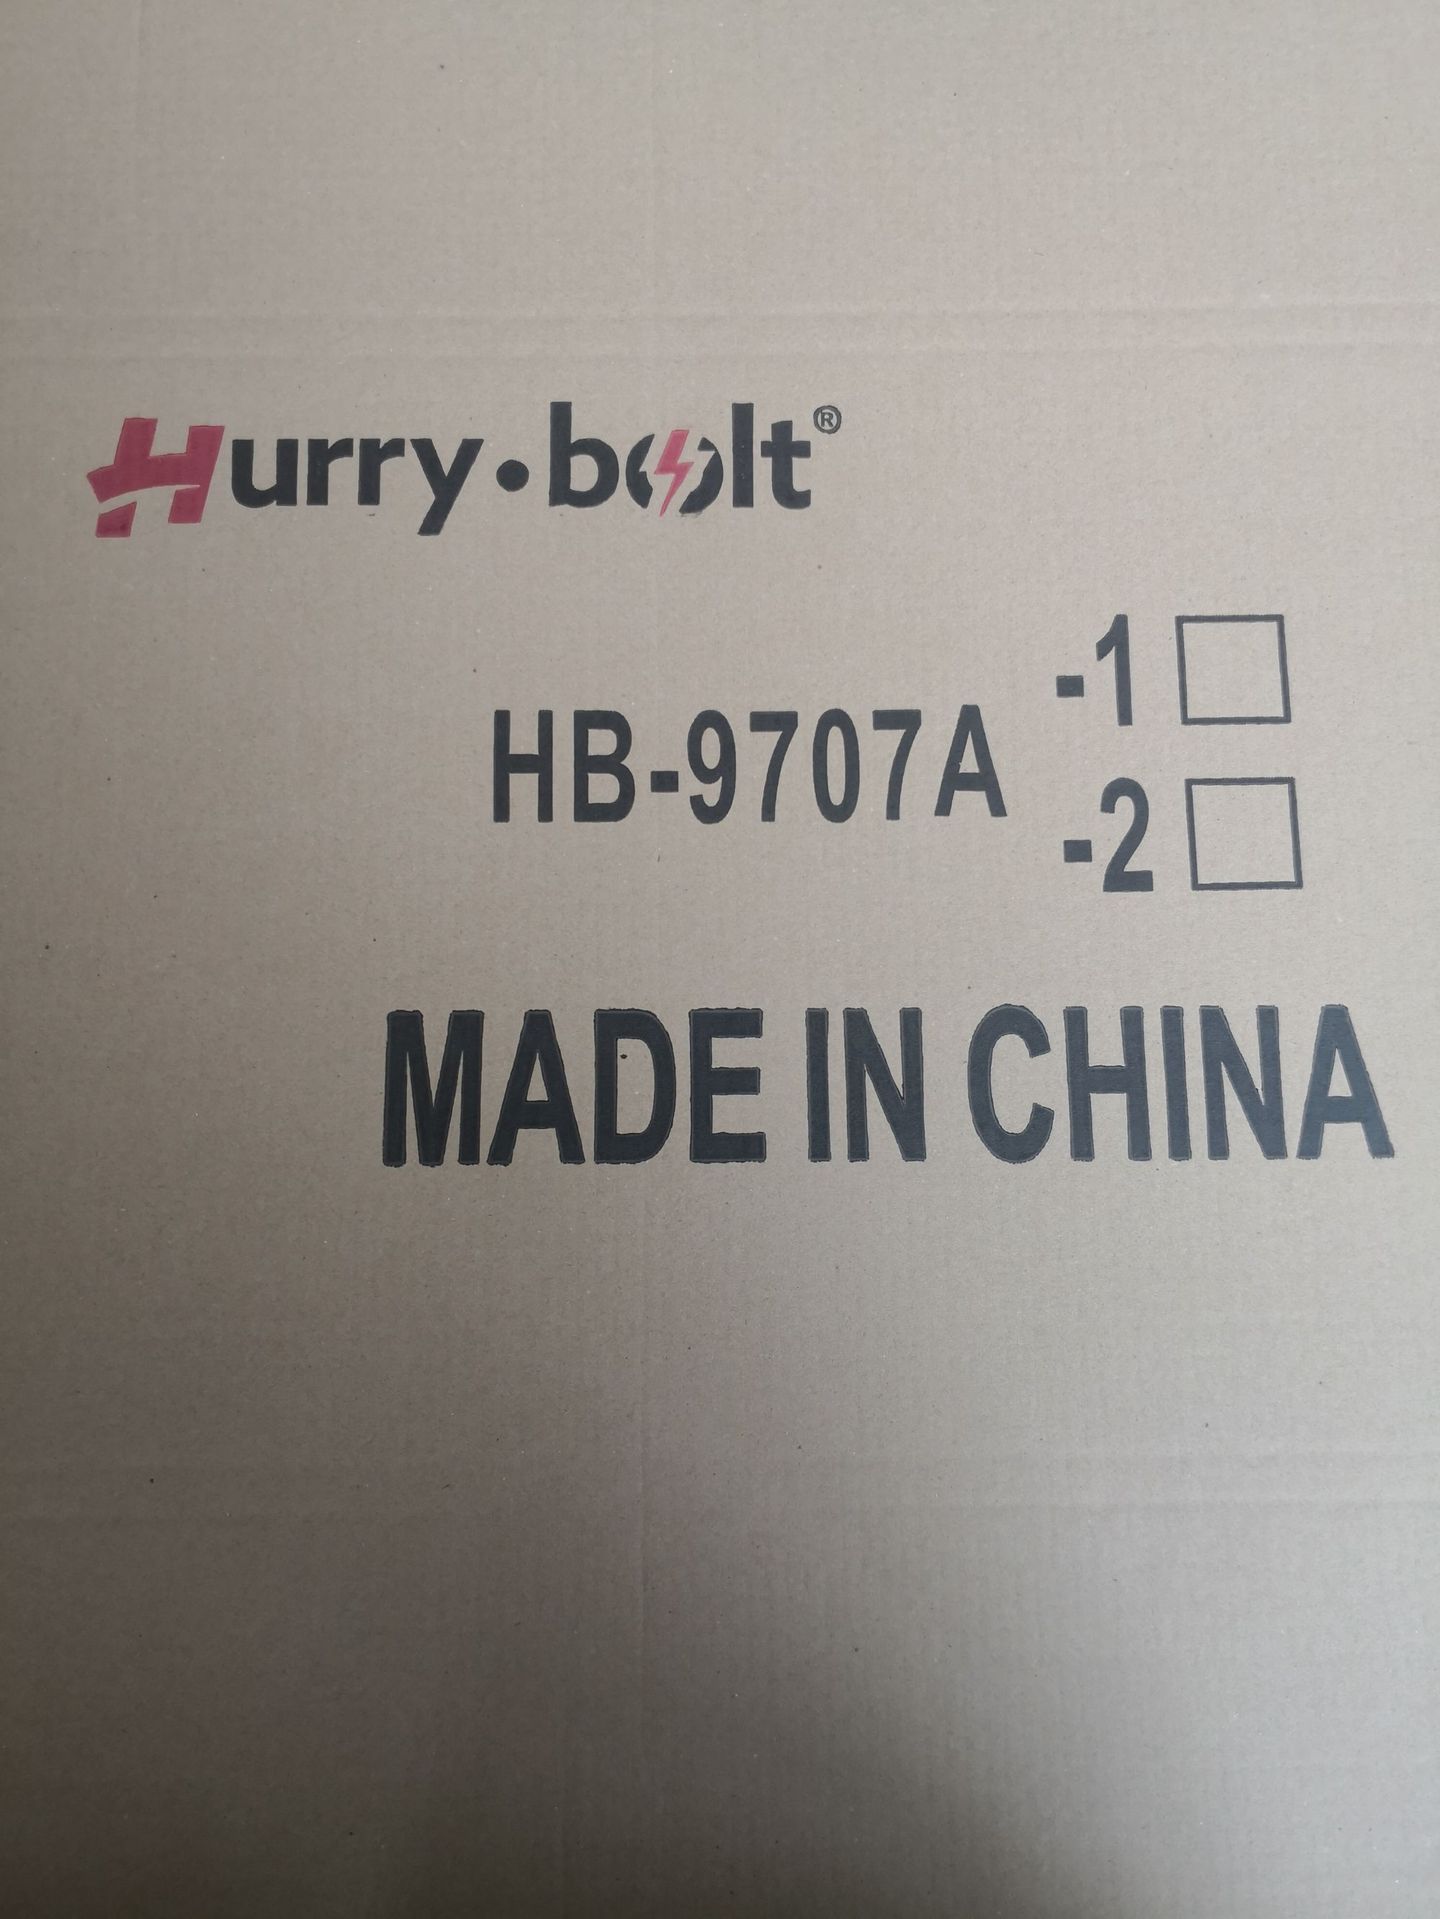 Hurry·bolt®
-1
HB-9707A
-2
MADE IN CHINA